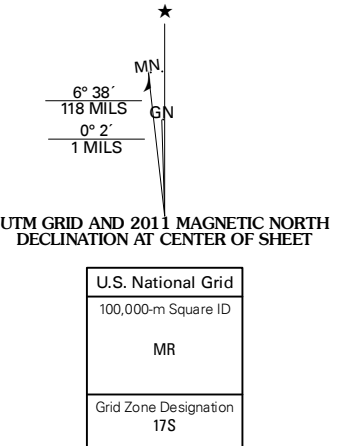 ★
MN.
6° 38´
118 MILS
GN
0° 2´
1 MILS
UTM GRID AND 2011 MAGNETIC NORTH
DECLINATION AT CENTER OF SHEET
U.S. National Grid
100,000-m Square ID
MR
Grid Zone Designation
17S